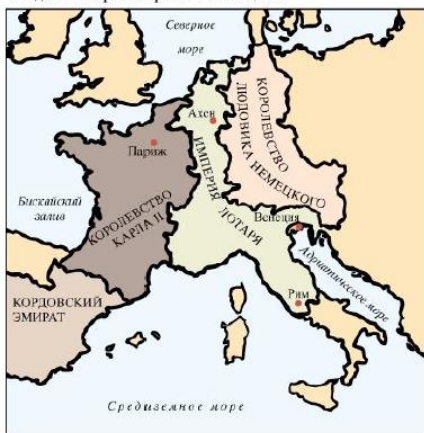 Северное
море
Ахен
Париж
КОРОЛЕВСТВО
ЛЮДОВИКА НЕМЕЦКОГО
ИМПЕРИЯ ЛОТАРЯ
КОРОЛЕВСТВО
КАРЛА II
Бискайский
залив
Венеция
Адриатическое море
КОРДОВСКИЙ
ЭМИРАТ
Рим
Средиземное море